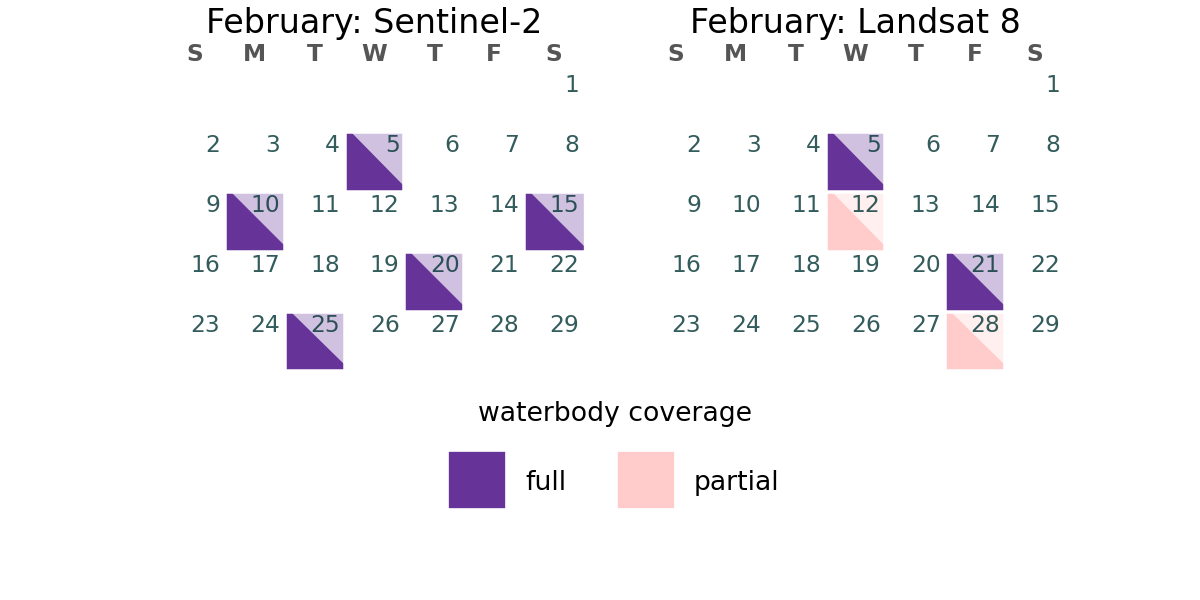 February: Sentinel-2
S M T W T F S
1
2 3 4 5 6 7 8
9 10 11 12 13 14 15
16 17 18 19 20 21 22
23 24 25 26 27 28 29
February: Landsat 8
S M T W T F S
1
2 3 4 5 6 7 8
9 10 11 12 13 14 15
16 17 18 19 20 21 22
23 24 25 26 27 28 29
waterbody coverage
full
partial